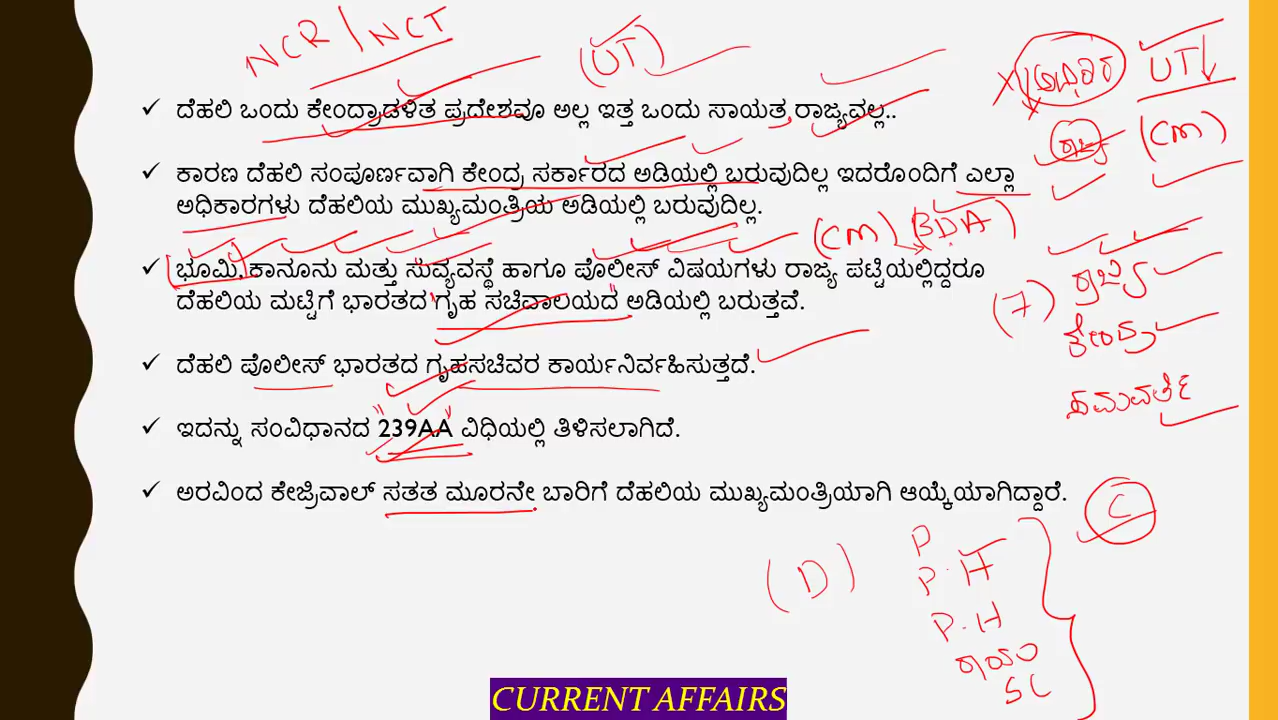 NCR/NCT
(UT)
UT↓
(CM)
ದೆಹಲಿ ಒಂದು ಕೇಂದ್ರಾಡಳಿತ ಪ್ರದೇಶವೂ ಅಲ್ಲ ಇತ್ತ ಒಂದು ಸಾಯತ್ತ ರಾಜ್ಯವಲ್ಲ..
ಕಾರಣ ದೆಹಲಿ ಸಂಪೂರ್ಣವಾಗಿ ಕೇಂದ್ರ ಸರ್ಕಾರದ ಅಡಿಯಲ್ಲಿ ಬರುವುದಿಲ್ಲ ಇದರೊಂದಿಗೆ ಎಲ್ಲಾ
ಅಧಿಕಾರಗಳು ದೆಹಲಿಯ ಮುಖ್ಯಮಂತ್ರಿಯ ಅಡಿಯಲ್ಲಿ ಬರುವುದಿಲ್ಲ.
(CM) (BDA)
ಭೂಮಿ, ಕಾನೂನು ಮತ್ತು ಸುವ್ಯವಸ್ಥೆ ಹಾಗೂ ಪೊಲೀಸ್ ವಿಷಯಗಳು ರಾಜ್ಯ ಪಟ್ಟಿಯಲ್ಲಿದ್ದರೂ
ದೆಹಲಿಯ ಮಟ್ಟಿಗೆ ಭಾರತದ ಗೃಹ ಸಚಿವಾಲಯದ ಅಡಿಯಲ್ಲಿ ಬರುತ್ತವೆ.
(7) ರಾಜ್ಯ
ಕೇಂದ್ರ
ಸಮವರ್ತಿ
ದೆಹಲಿ ಪೊಲೀಸ್ ಭಾರತದ ಗೃಹಸಚಿವರ ಕಾರ್ಯನಿರ್ವಹಿಸುತ್ತದೆ.
ಇದನ್ನು ಸಂವಿಧಾನದ 239AA ವಿಧಿಯಲ್ಲಿ ತಿಳಿಸಲಾಗಿದೆ.
ಅರವಿಂದ ಕೇಜ್ರಿವಾಲ್ ಸತತ ಮೂರನೇ ಬಾರಿಗೆ ದೆಹಲಿಯ ಮುಖ್ಯಮಂತ್ರಿಯಾಗಿ ಆಯ್ಕೆಯಾಗಿದ್ದಾರೆ.
C
(D)
P
P.H
P.H
SC
CURRENT AFFAIRS